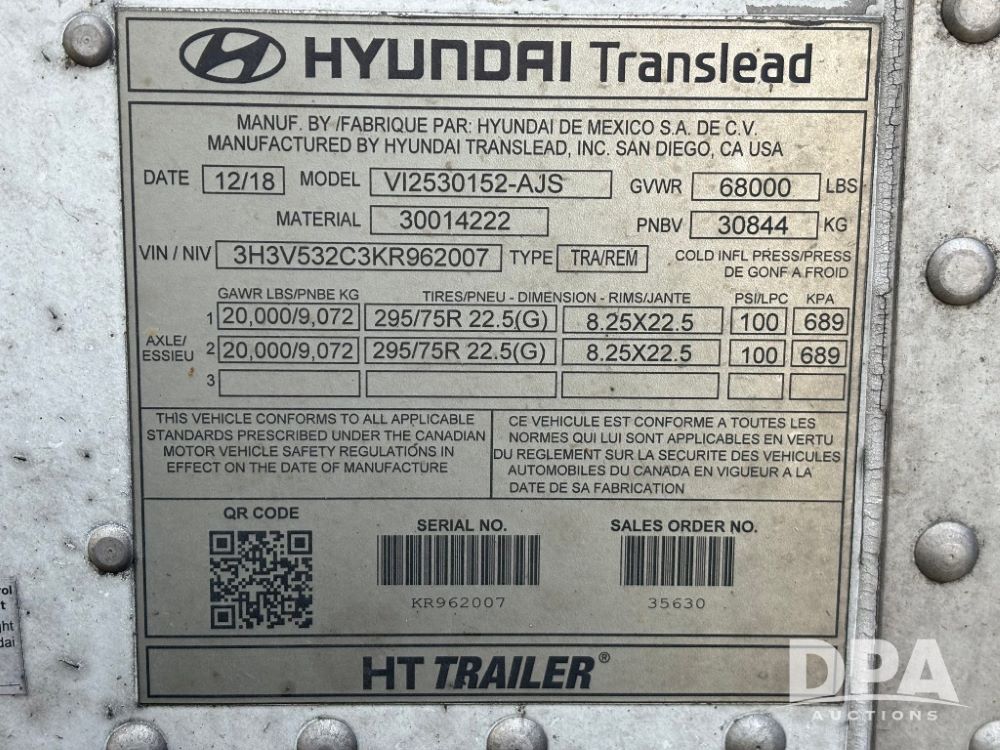 HYUNDAI Translead
MANUF. BY /FABRIQUE PAR: HYUNDAI DE MEXICO S.A. DE C.V.
MANUFACTURED BY HYUNDAI TRANSLEAD, INC. SAN DIEGO, CA USA
DATE 12/18 MODEL VI2530152-AJS GVWR 68000 LBS
MATERIAL 30014222 PNBV 30844 KG
VIN / NIV 3H3V532C3KR962007 TYPE TRA/REM COLD INFL PRESS/PRESS
DE GONF A FROID
GAWR LBS/PNBE KG TIRES/PNEU - DIMENSION - RIMS/JANTE PSI/LPC KPA
1 20,000/9,072 295/75R 22.5(G) 8.25X22.5 100 689
AXLE/
ESSIEU 2 20,000/9,072 295/75R 22.5(G) 8.25X22.5 100 689
3
THIS VEHICLE CONFORMS TO ALL APPLICABLE
STANDARDS PRESCRIBED UNDER THE CANADIAN
MOTOR VEHICLE SAFETY REGULATIONS IN
EFFECT ON THE DATE OF MANUFACTURE
CE VEHICULE EST CONFORME A TOUTES LES
NORMES QUI LUI SONT APPLICABLES EN VERTU
DU REGLEMENT SUR LA SECURITE DES VEHICULES
AUTOMOBILES DU CANADA EN VIGUEUR A LA
DATE DE SA FABRICATION
QR CODE
SERIAL NO.
KR962007
SALES ORDER NO.
35630
HT TRAILER®
DPA
AUCTIONS